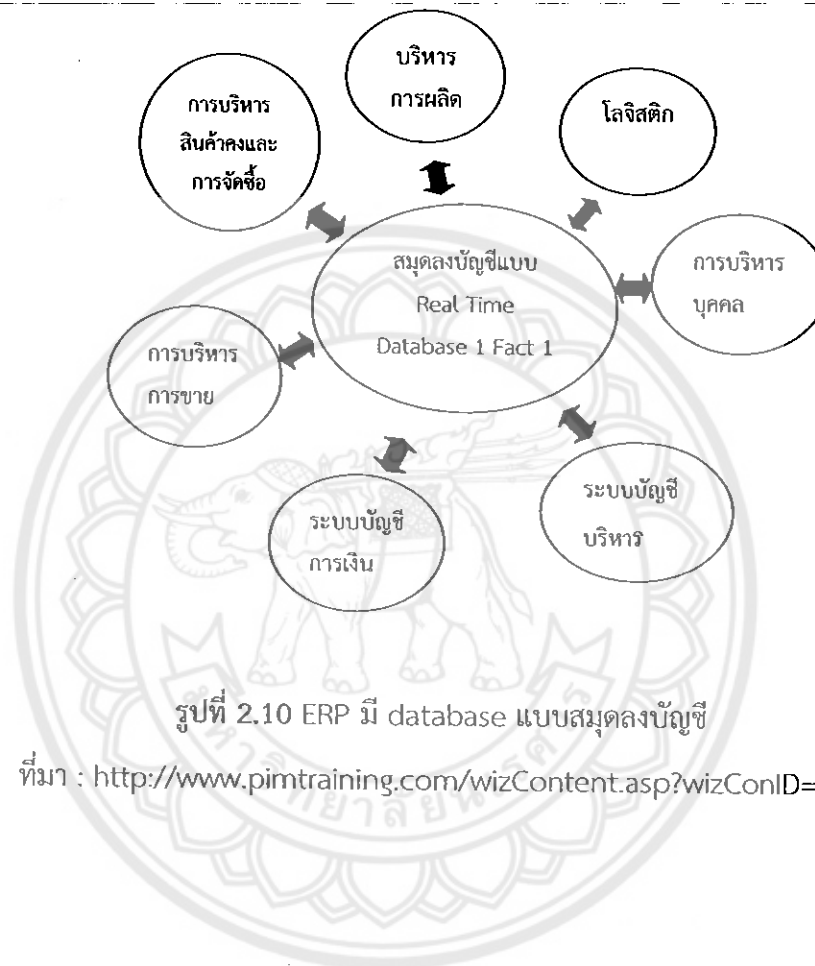 บริหาร
การผลิต
การบริหาร
สินค้าคงและ
การจัดซื้อ
โลจิสติก
สมุดลงบัญชีแบบ
Real Time
Database 1 Fact 1
การบริหาร
บุคคล
การบริหาร
การขาย
ระบบบัญชี
การเงิน
ระบบบัญชี
บริหาร
รูปที่ 2.10 ERP มี database แบบสมุดลงบัญชี
ที่มา : http://www.pimtraining.com/wizContent.asp?wizConID=